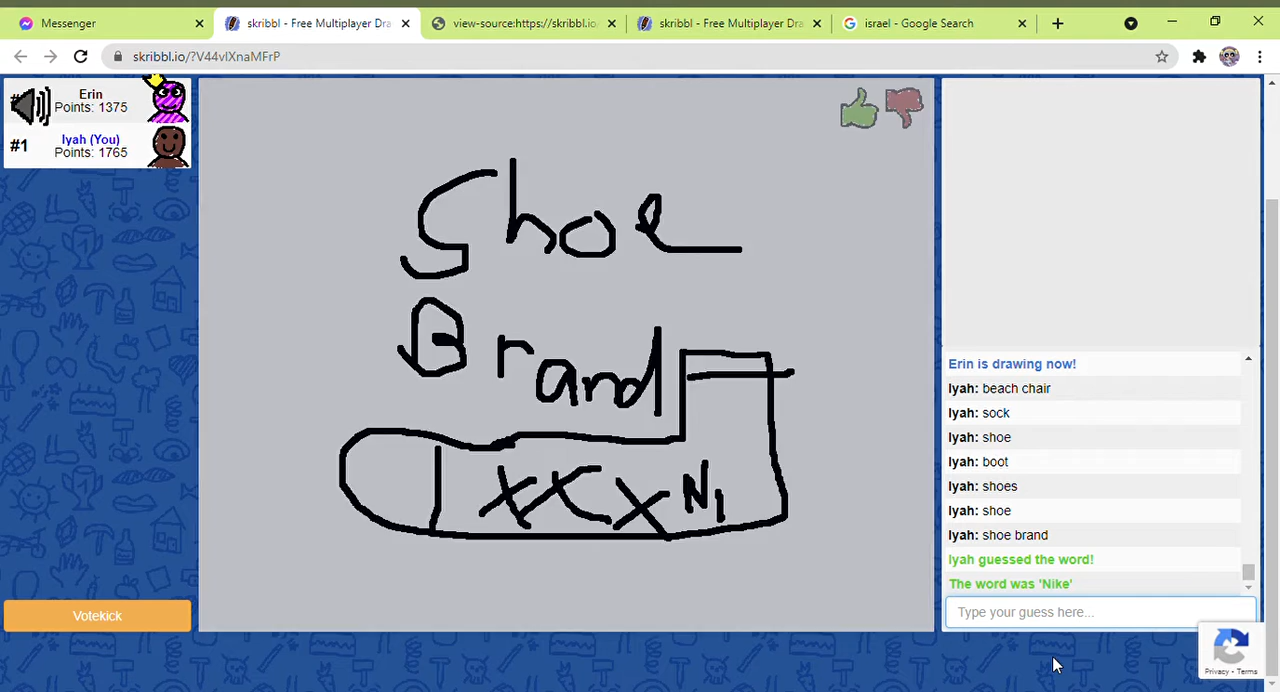 Messenger
skribbl - Free Multiplayer Dra
view-source:https://skribbl.io/
skribbl - Free Multiplayer Dra
israel - Google Search
skribbl.io/?V44vIXnaMFrP
Erin
Points: 1375
#1
Iyah (You)
Points: 1765
Shoe
Brand
XXX NI
Erin is drawing now!
Iyah: beach chair
Iyah: sock
Iyah: shoe
Iyah: boot
Iyah: shoes
Iyah: shoe
Iyah: shoe brand
Iyah guessed the word!
The word was 'Nike'
Type your guess here...
Votekick
Privacy - Terms